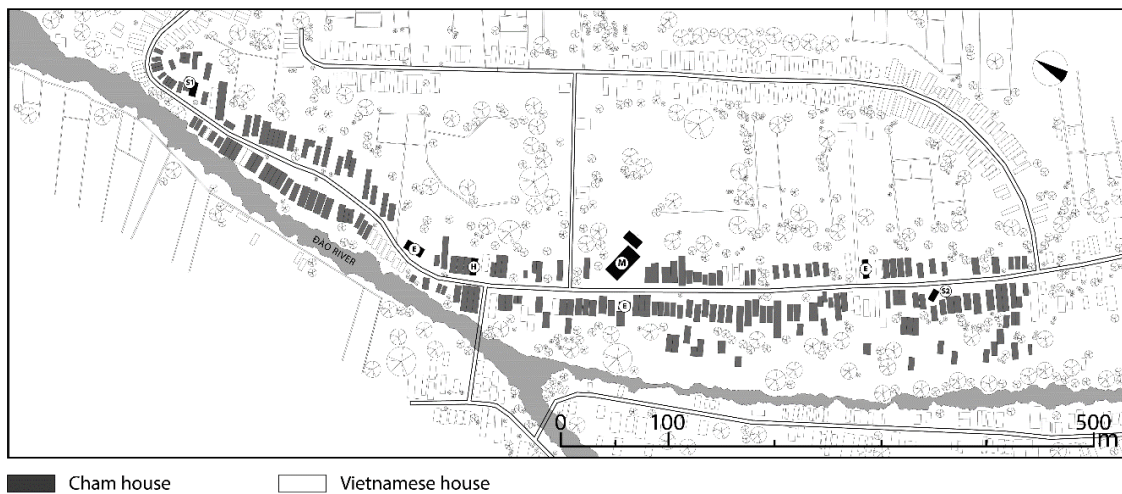 S1
ĐÀO RIVER
E
H
M
E
E
S2
0 100 500
m
Cham house Vietnamese house